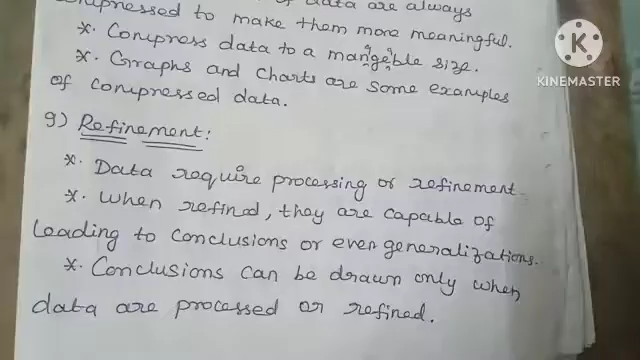 compressed to make them more meaningful.
*. Compress data to a mangeable size.
*. Graphs and Charts are some examples
of compressed data.
9) Refinement:
*. Data require processing or refinement.
*. When refined, they are capable of
leading to conclusions or even generalizations.
*. Conclusions can be drawn only when
data are processed or refined.
KINEMASTER